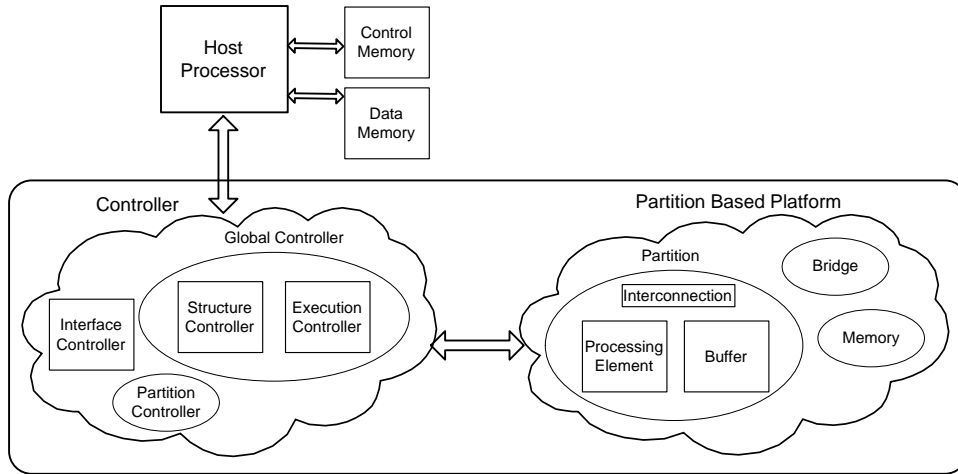 Host
Processor
Control
Memory
Data
Memory
Controller
Partition Based Platform
Global Controller
Structure
Controller
Execution
Controller
Interface
Controller
Partition
Controller
Partition
Interconnection
Processing
Element
Buffer
Bridge
Memory